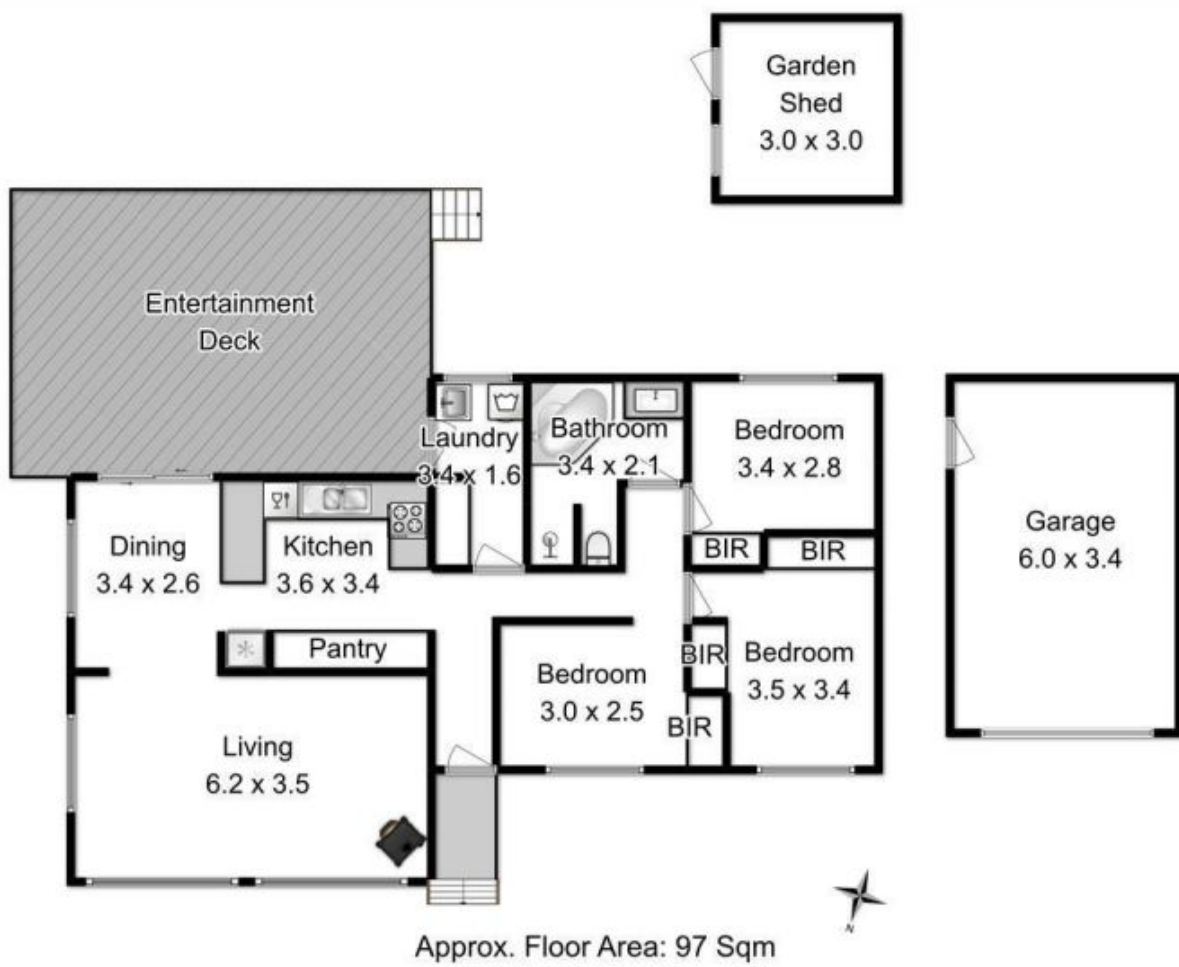 Garden
Shed
3.0 x 3.0
Entertainment
Deck
Laundry
3.4 x 1.6
Bathroom
3.4 x 2.1
Bedroom
3.4 x 2.8
Dining
3.4 x 2.6
Kitchen
3.6 x 3.4
BIR
BIR
Garage
6.0 x 3.4
Pantry
Bedroom
3.0 x 2.5
BIR
Bedroom
3.5 x 3.4
BIR
Living
6.2 x 3.5
N
Approx. Floor Area: 97 Sqm